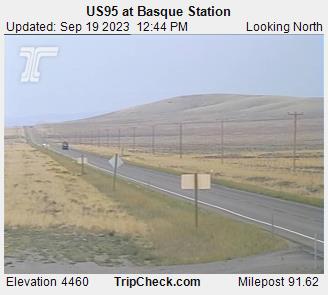 US95 at Basque Station
Updated: Sep 19 2023 12:44 PM Looking North
Elevation 4460 TripCheck.com Milepost 91.62